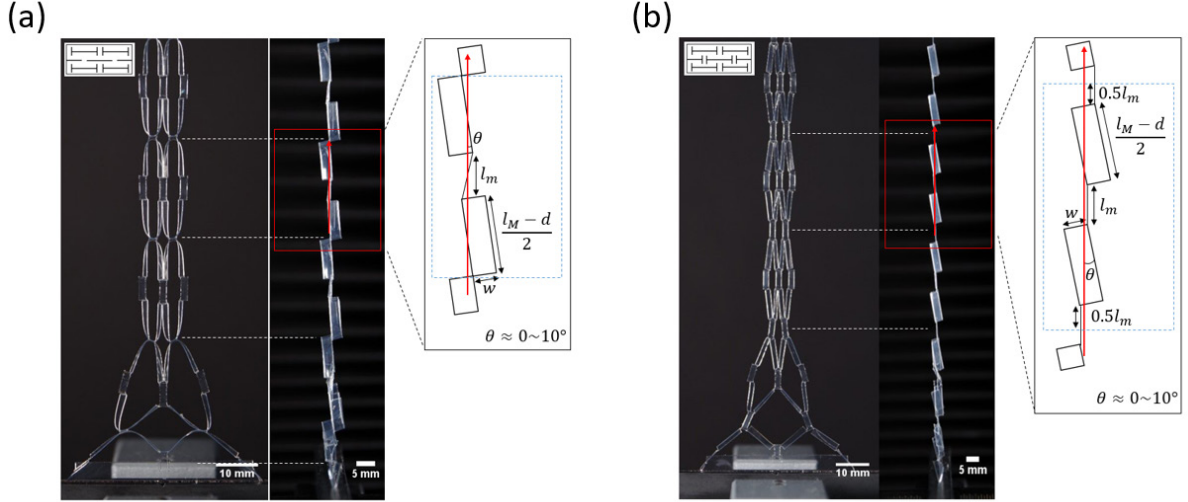 (a)
θ
l_m
l_M − d
2
w
θ ≈ 0~10°
10 mm
5 mm
(b)
0.5l_m
l_M − d
2
l_m
w
θ
0.5l_m
θ ≈ 0~10°
10 mm
5 mm